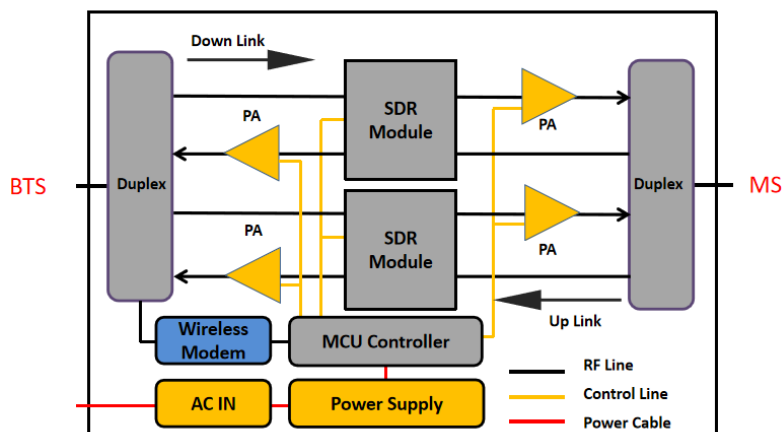 Down Link
SDR
Module
PA
PA
BTS
Duplex
Duplex
MS
PA
SDR
Module
PA
Up Link
Wireless
Modem
MCU Controller
RF Line
AC IN
Power Supply
Control Line
Power Cable